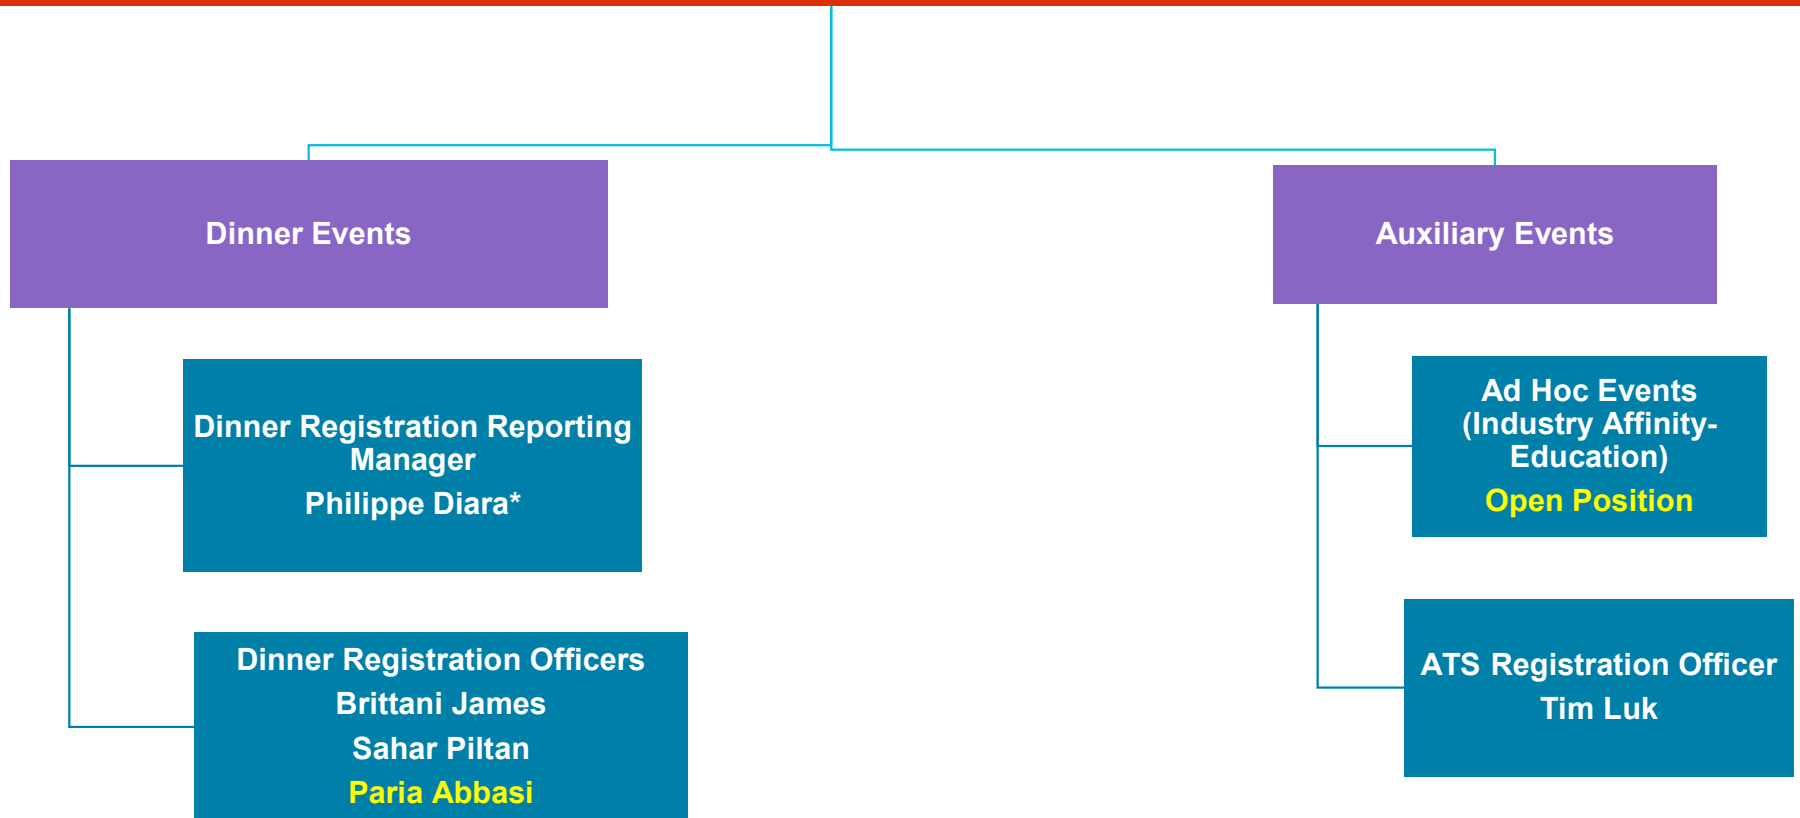 Dinner Events
Auxiliary Events
Dinner Registration Reporting
Manager
Philippe Diara*
Ad Hoc Events
(Industry Affinity-
Education)
Open Position
Dinner Registration Officers
Brittani James
Sahar Piltan
Paria Abbasi
ATS Registration Officer
Tim Luk